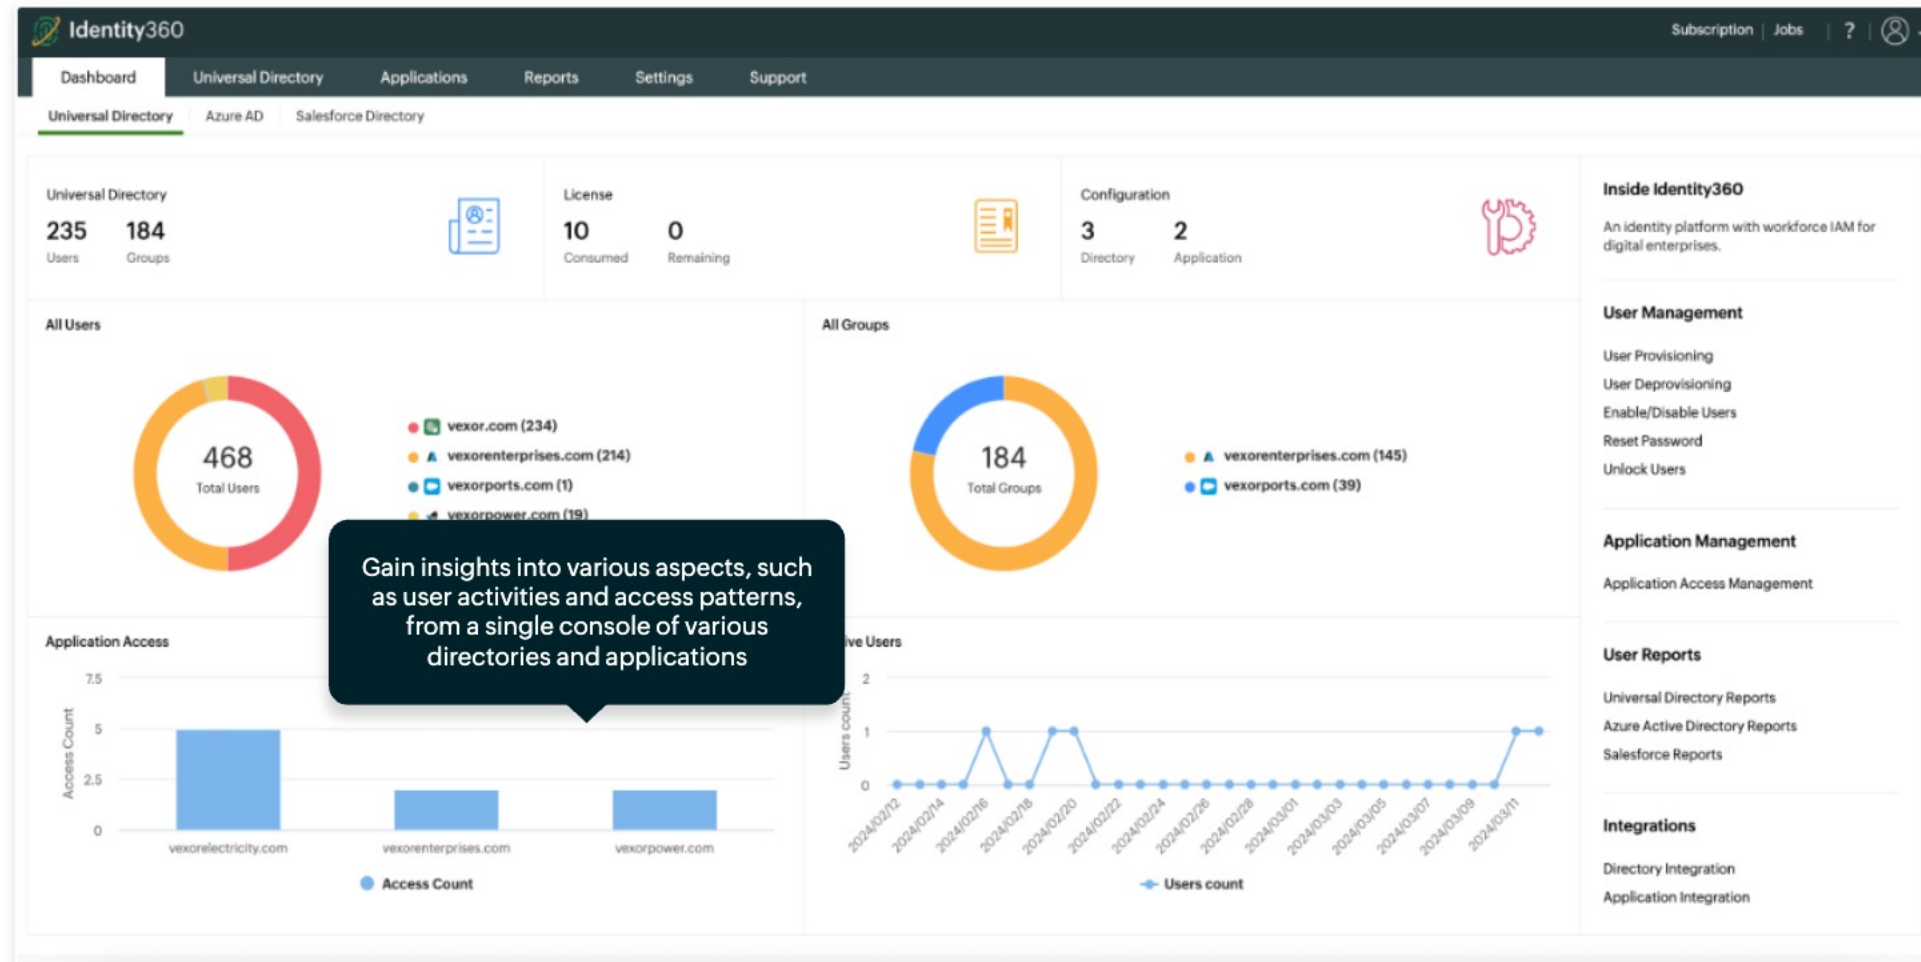 Identity360
Subscription | Jobs | ? |
Dashboard Universal Directory Applications Reports Settings Support
Universal Directory Azure AD Salesforce Directory
Universal Directory
235 184
Users Groups
License
10 0
Consumed Remaining
Configuration
3 2
Directory Application
All Users
468
Total Users
vexor.com (234)
vexorenterprises.com (214)
vexorports.com (1)
vexorpower.com (19)
All Groups
184
Total Groups
vexorenterprises.com (145)
vexorports.com (39)
Gain insights into various aspects, such
as user activities and access patterns,
from a single console of various
directories and applications
Application Access
Access Count
7.5
5
2.5
0
vexorelectricity.com vexorenterprises.com vexorpower.com
Access Count
ive Users
Users count
2
1
0
2024/02/12 2024/02/14 2024/02/16 2024/02/18 2024/02/20 2024/02/22 2024/02/24 2024/02/26 2024/02/28 2024/03/01 2024/03/03 2024/03/05 2024/03/07 2024/03/09 2024/03/11
Users count
Inside Identity360
An identity platform with workforce IAM for
digital enterprises.
User Management
User Provisioning
User Deprovisioning
Enable/Disable Users
Reset Password
Unlock Users
Application Management
Application Access Management
User Reports
Universal Directory Reports
Azure Active Directory Reports
Salesforce Reports
Integrations
Directory Integration
Application Integration